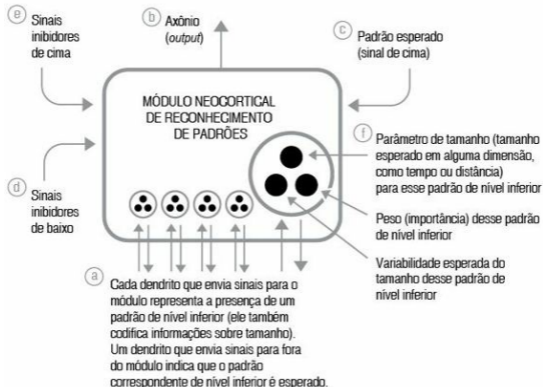 e
Sinais
inibidores
de cima
b
Axônio
(output)
c
Padrão esperado
(sinal de cima)
MÓDULO NEOCORTICAL
DE RECONHECIMENTO
DE PADRÕES
d
Sinais
inibidores
de baixo
f
Parâmetro de tamanho (tamanho
esperado em alguma dimensão,
como tempo ou distância)
para esse padrão de nível inferior
Peso (importância) desse padrão
de nível inferior
Variabilidade esperada do
tamanho desse padrão de
nível inferior
a
Cada dendrito que envia sinais para o
módulo representa a presença de um
padrão de nível inferior (ele também
codifica informações sobre tamanho).
Um dendrito que envia sinais para fora
do módulo indica que o padrão
correspondente de nível inferior é esperado.